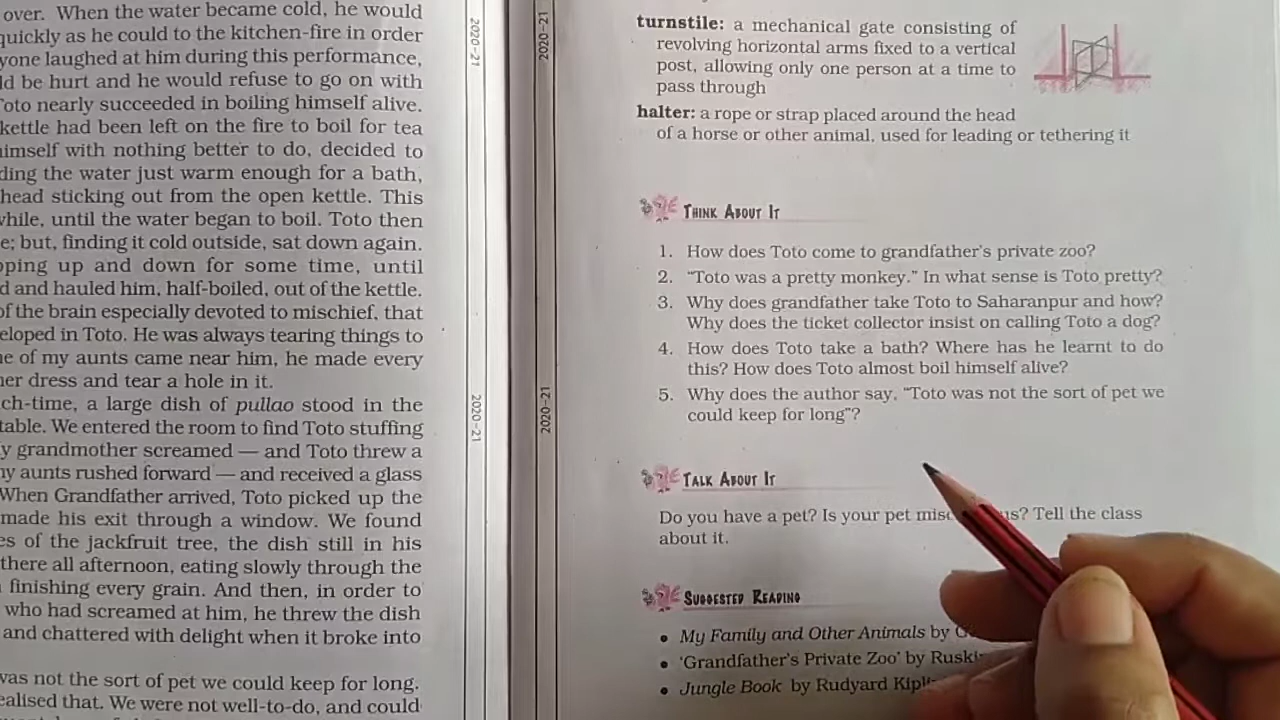 over. When the water became cold, he would
quickly as he could to the kitchen-fire in order
yone laughed at him during this performance,
ld be hurt and he would refuse to go on with
Toto nearly succeeded in boiling himself alive.
kettle had been left on the fire to boil for tea
himself with nothing better to do, decided to
ding the water just warm enough for a bath,
head sticking out from the open kettle. This
while, until the water began to boil. Toto then
e; but, finding it cold outside, sat down again.
pping up and down for some time, until
d and hauled him, half-boiled, out of the kettle.
of the brain especially devoted to mischief, that
eloped in Toto. He was always tearing things to
ne of my aunts came near him, he made every
her dress and tear a hole in it.
ch-time, a large dish of pullao stood in the
table. We entered the room to find Toto stuffing
y grandmother screamed — and Toto threw a
my aunts rushed forward — and received a glass
When Grandfather arrived, Toto picked up the
made his exit through a window. We found
es of the jackfruit tree, the dish still in his
there all afternoon, eating slowly through the
finishing every grain. And then, in order to
who had screamed at him, he threw the dish
and chattered with delight when it broke into
was not the sort of pet we could keep for long.
ealised that. We were not well-to-do, and could
2020–21
2020–21
2020–21
2020–21
turnstile: a mechanical gate consisting of
revolving horizontal arms fixed to a vertical
post, allowing only one person at a time to
pass through
halter: a rope or strap placed around the head
of a horse or other animal, used for leading or tethering it
THINK ABOUT IT
1. How does Toto come to grandfather's private zoo?
2. “Toto was a pretty monkey.” In what sense is Toto pretty?
3. Why does grandfather take Toto to Saharanpur and how?
Why does the ticket collector insist on calling Toto a dog?
4. How does Toto take a bath? Where has he learnt to do
this? How does Toto almost boil himself alive?
5. Why does the author say, “Toto was not the sort of pet we
could keep for long”?
TALK ABOUT IT
Do you have a pet? Is your pet misc us? Tell the class
about it.
SUGGESTED READING
• My Family and Other Animals by
• ‘Grandfather's Private Zoo’ by Ruski
• Jungle Book by Rudyard Kipli